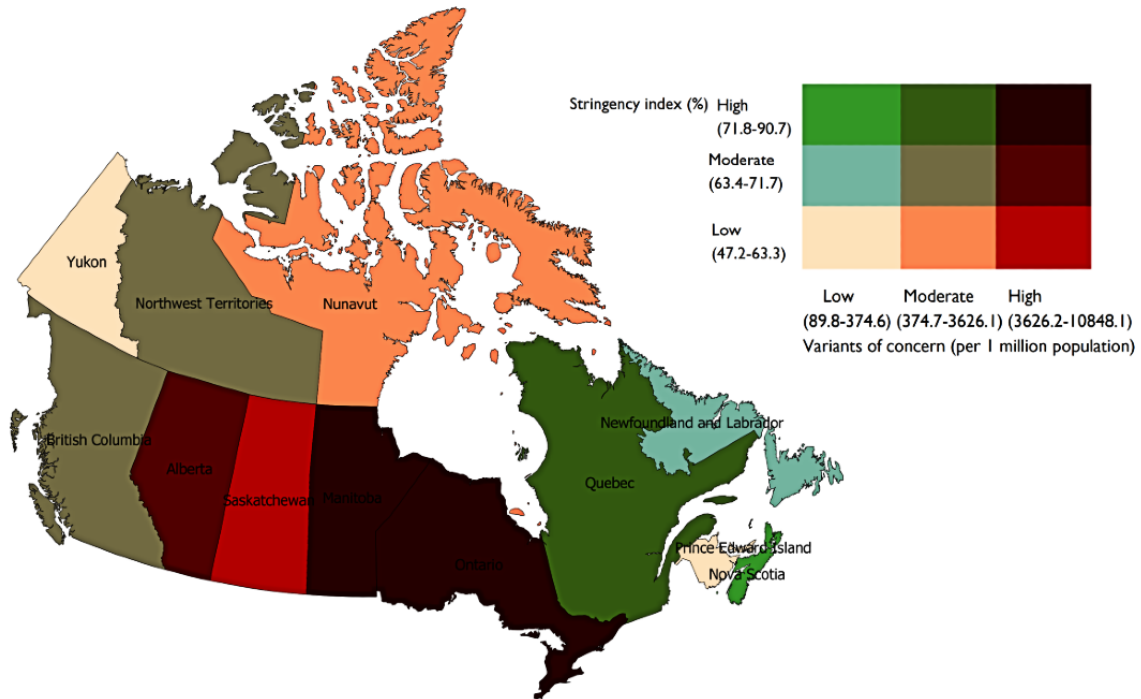 Stringency index (%)
High
(71.8-90.7)
Moderate
(63.4-71.7)
Low
(47.2-63.3)
Low
Moderate
High
(89.8-374.6)
(374.7-3626.1)
(3626.2-10848.1)
Variants of concern (per 1 million population)
Yukon
Northwest Territories
Nunavut
British Columbia
Alberta
Saskatchewan
Manitoba
Ontario
Quebec
Newfoundland and Labrador
Prince Edward Island
Nova Scotia